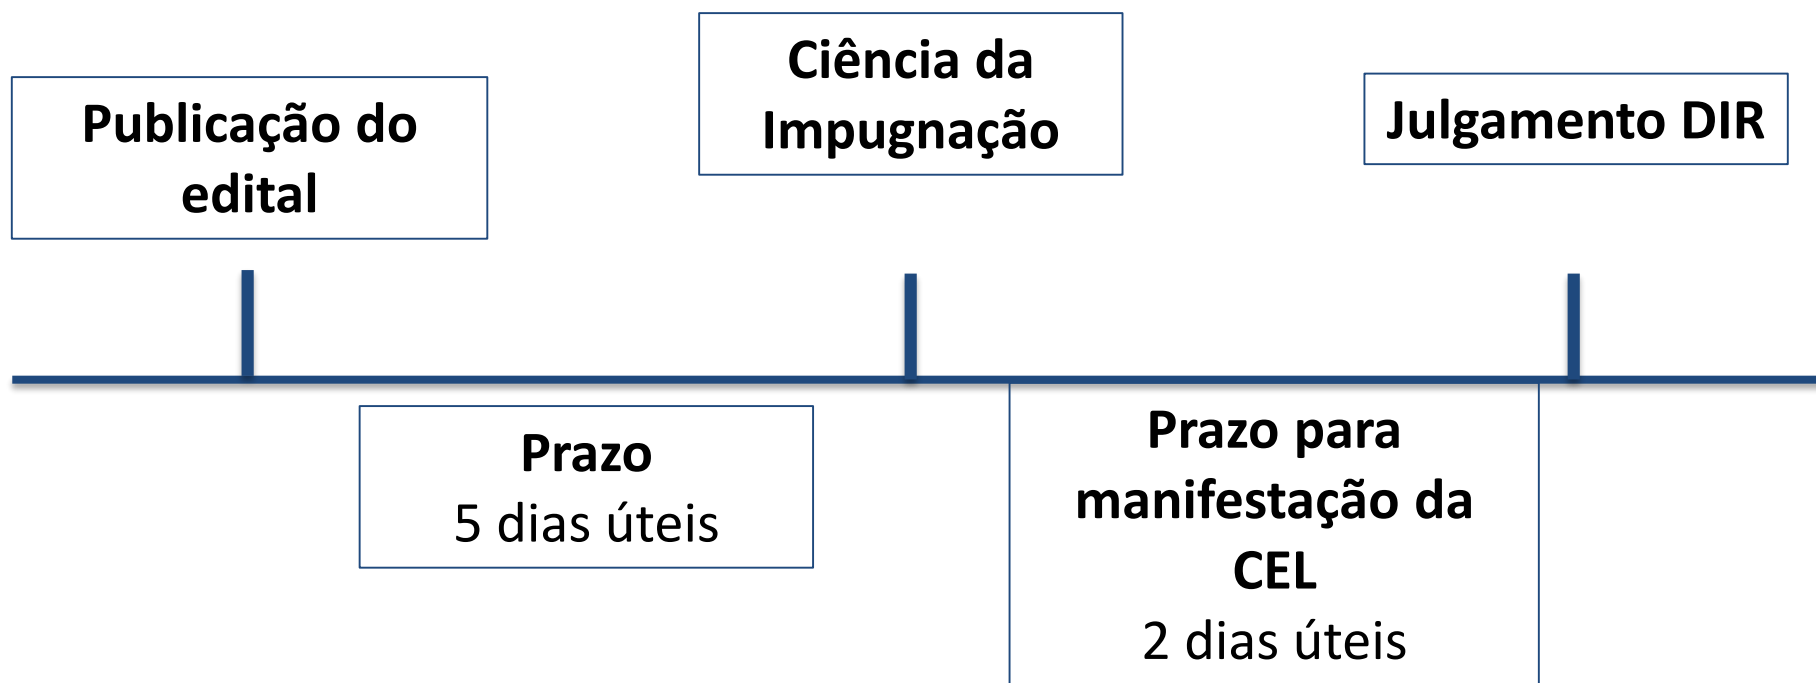 Publicação do
edital
Ciência da
Impugnação
Julgamento DIR
Prazo
5 dias úteis
Prazo para
manifestação da
CEL
2 dias úteis